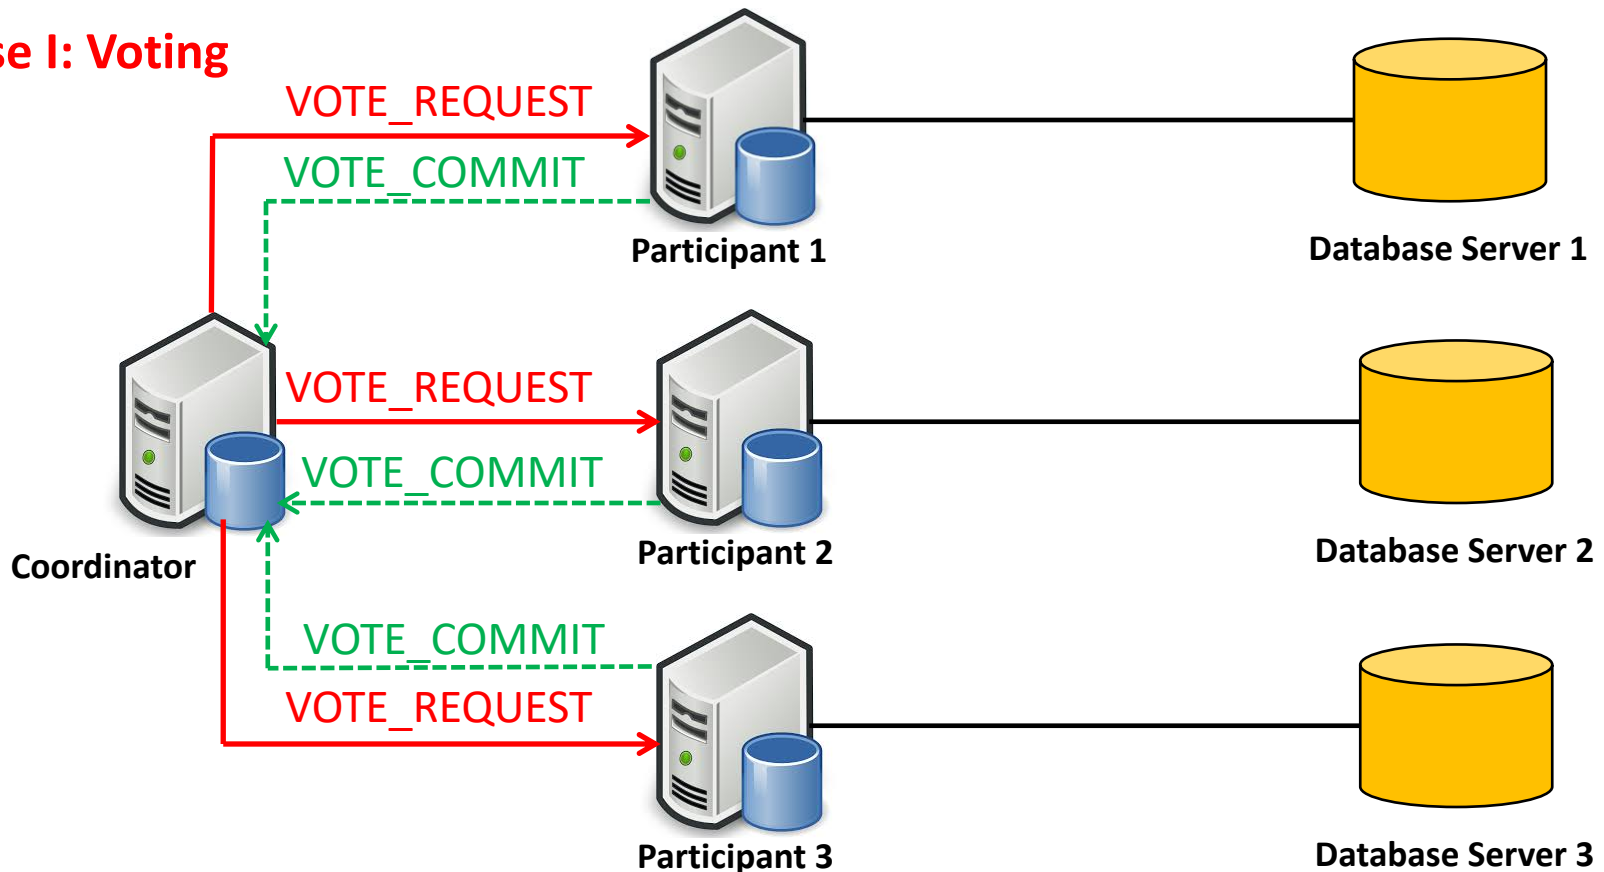 se I: Voting
VOTE_REQUEST
VOTE_COMMIT
Participant 1
Database Server 1
VOTE_REQUEST
VOTE_COMMIT
Coordinator
Participant 2
Database Server 2
VOTE_COMMIT
VOTE_REQUEST
Participant 3
Database Server 3